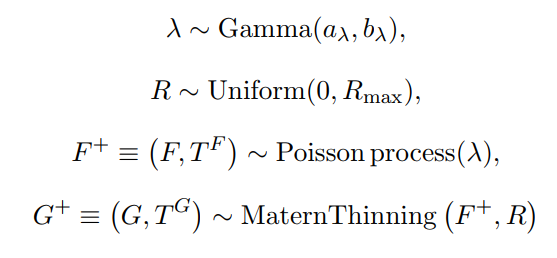 λ ∼ Gamma(a_λ, b_λ),
R ∼ Uniform(0, R_max),
F⁺ ≡ (F, T^F) ∼ Poisson process(λ),
G⁺ ≡ (G, T^G) ∼ MaternThinning (F⁺, R)